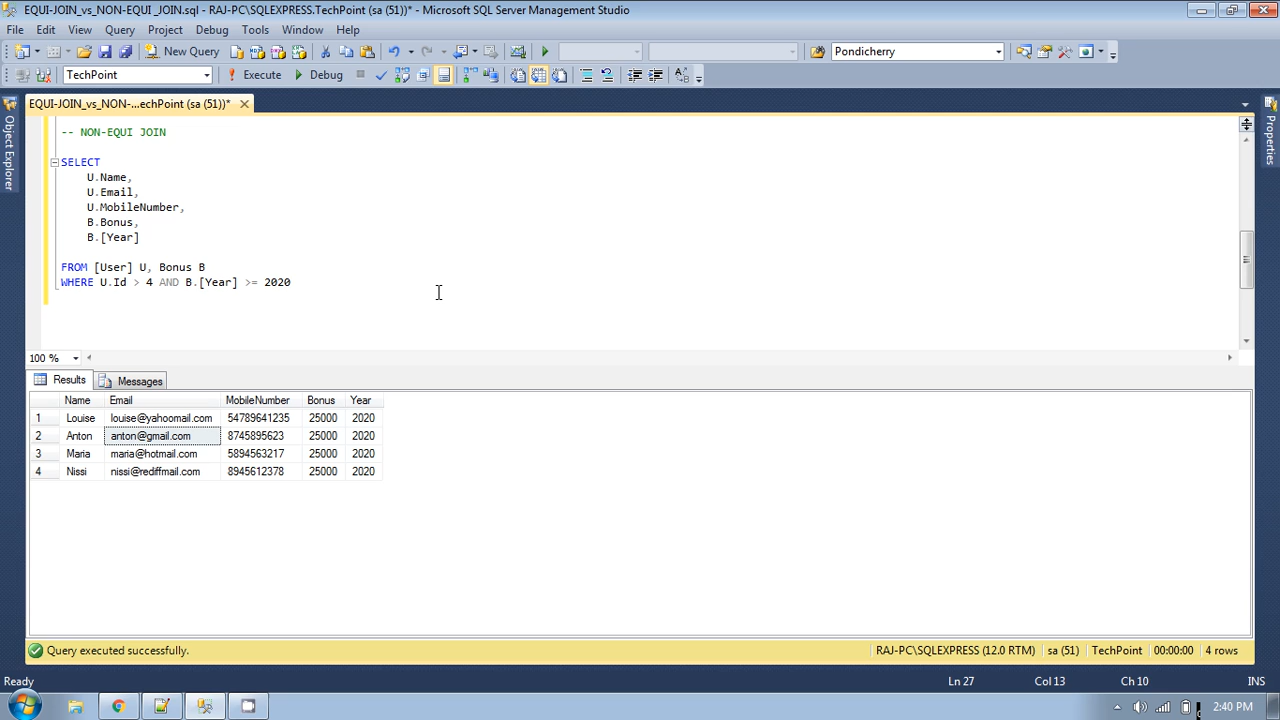 EQUI-JOIN_vs_NON-EQUI _JOIN.sql - RAJ-PC\SQLEXPRESS.TechPoint (sa (51))* - Microsoft SQL Server Management Studio
File Edit View Query Project Debug Tools Window Help
New Query Pondicherry
TechPoint Execute Debug
EQUI-JOIN_vs_NON-...echPoint (sa (51))*
Object Explorer
Properties
-- NON-EQUI JOIN
SELECT
U.Name,
U.Email,
U.MobileNumber,
B.Bonus,
B.[Year]
FROM [User] U, Bonus B
WHERE U.Id > 4 AND B.[Year] >= 2020
100 %
Results Messages
Name Email MobileNumber Bonus Year
1 Louise louise@yahoomail.com 54789641235 25000 2020
2 Anton anton@gmail.com 8745895623 25000 2020
3 Maria maria@hotmail.com 5894563217 25000 2020
4 Nissi nissi@rediffmail.com 8945612378 25000 2020
Query executed successfully. RAJ-PC\SQLEXPRESS (12.0 RTM) sa (51) TechPoint 00:00:00 4 rows
Ready Ln 27 Col 13 Ch 10 INS
2:40 PM